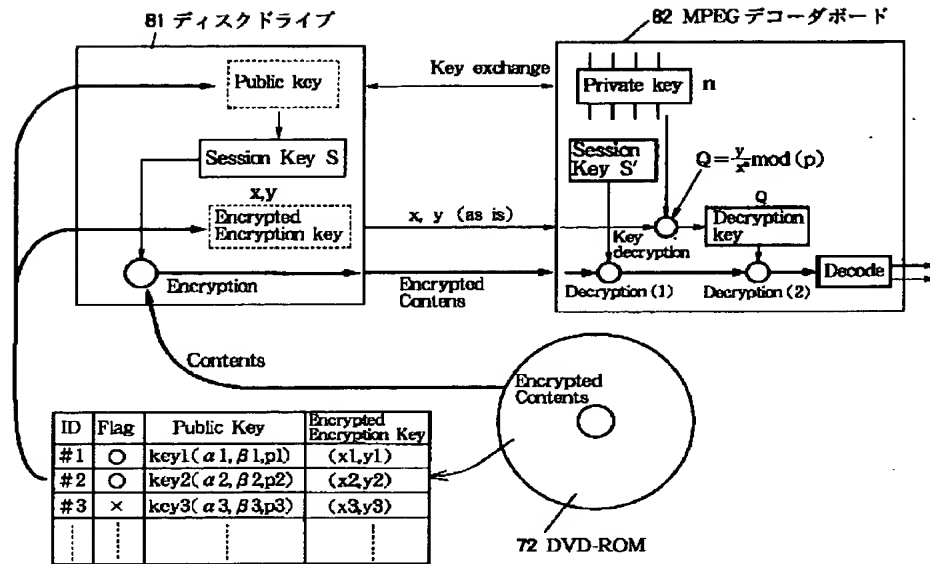 81 ディスクドライブ
82 MPEG デコーダボード
Public key
Key exchange
Private key
n
Session Key S
Session
Key S′
Q=y/xⁿ mod (p)
x,y
Encrypted
Encryption key
x, y (as is)
Key
decryption
Q
Decryption
key
Encryption
Encrypted
Contens
Decryption (1)
Decryption (2)
Decode
Contents
Encrypted
Contents
ID Flag Public Key Encrypted Encryption Key
#1 ○ key1(α1,β1,p1) (x1,y1)
#2 ○ key2(α2,β2,p2) (x2,y2)
#3 × key3(α3,β3,p3) (x3,y3)
72 DVD-ROM